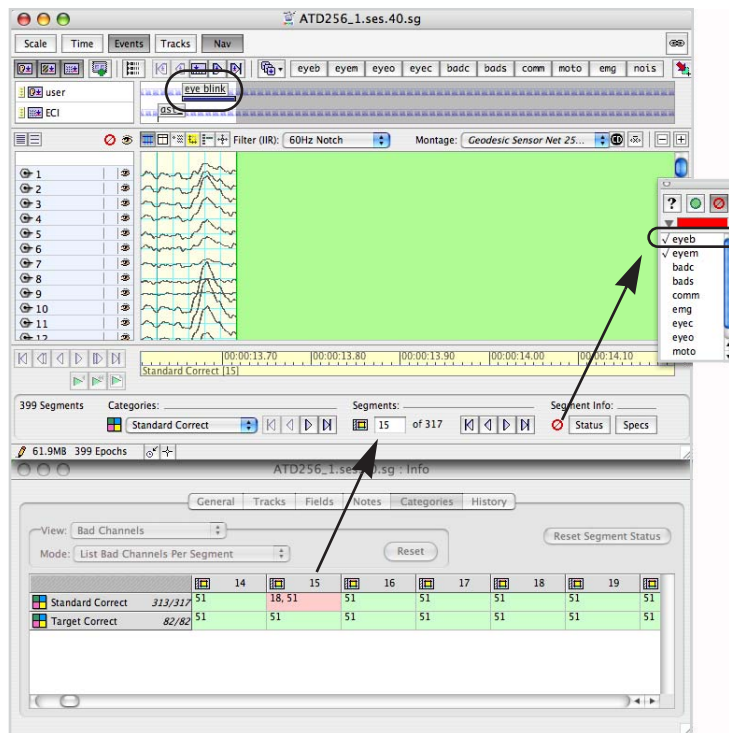 ATD256_1.ses.40.sg
Scale Time Events Tracks Nav
eyeb eyem eyeo eyec badc bads comm moto emg nois
user
eye blink
ECI
Filter (IIR): 60Hz Notch Montage: Geodesic Sensor Net 25...
1
2
3
4
5
6
7
8
9
10
11
12
?
√ eyeb
√ eyem
badc
bads
comm
emg
eyec
eyeo
moto
00:00:13.70 00:00:13.80 00:00:13.90 00:00:14.00 00:00:14.10
Standard Correct [15]
399 Segments Categories: Segments: Segment Info:
Standard Correct 15 of 317 Status Specs
61.9MB 399 Epochs
ATD256_1.ses.40.sg : Info
General Tracks Fields Notes Categories History
View: Bad Channels
Reset Segment Status
Mode: List Bad Channels Per Segment Reset
14 15 16 17 18 19
Standard Correct 313/317 51 18, 51 51 51 51 51 51
Target Correct 82/82 51 51 51 51 51 51 51